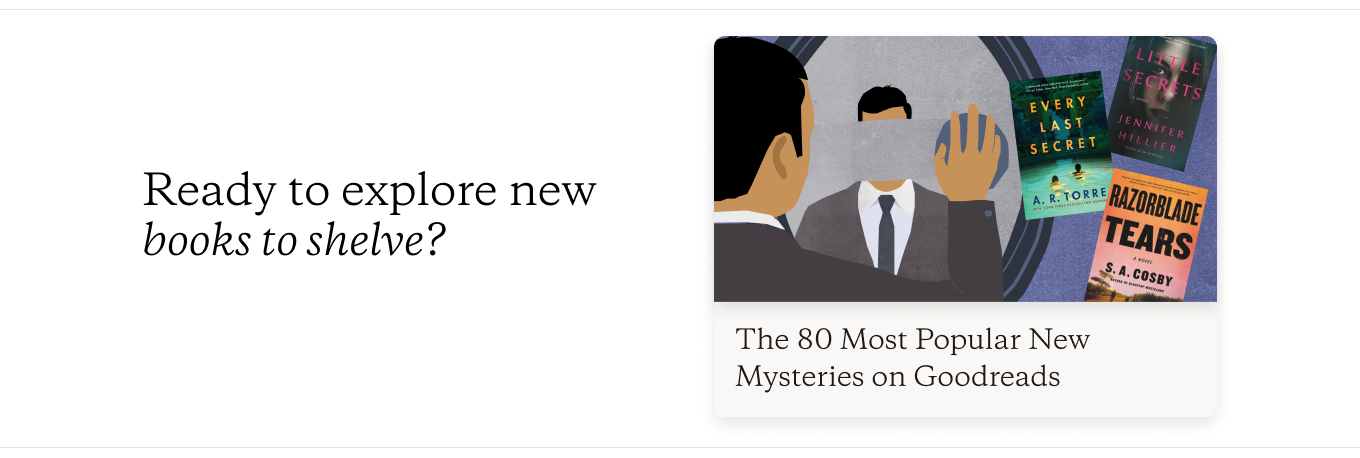 Ready to explore new
books to shelve?
EVERY
LAST
SECRET
A. R. TORRE
LITTLE
SECRETS
A NOVEL
JENNIFER
HILLIER
RAZORBLADE
TEARS
A NOVEL
S. A. COSBY
The 80 Most Popular New
Mysteries on Goodreads